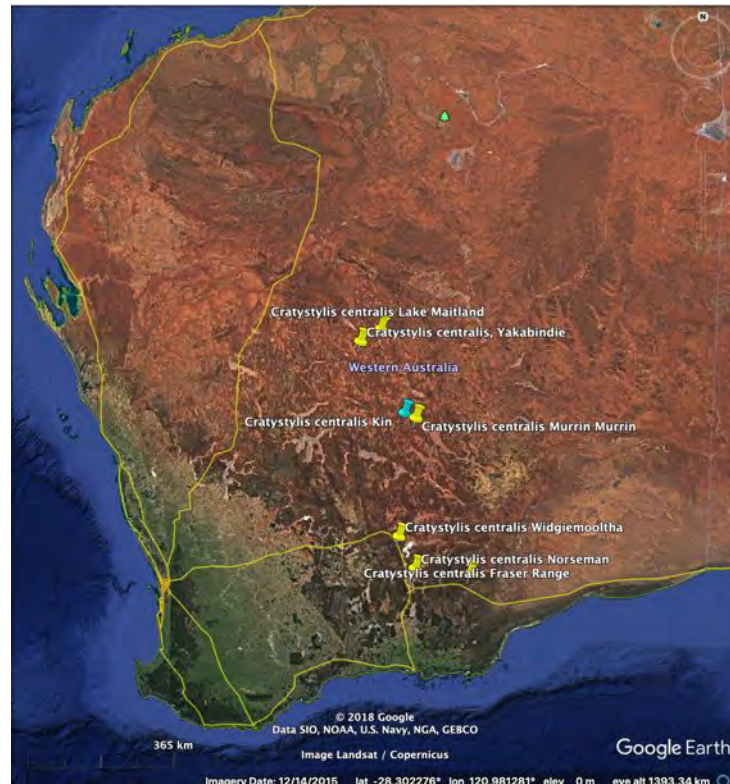 N
Cratystylis centralis Lake Maitland
Cratystylis centralis, Yakabindie
Western Australia
Cratystylis centralis Kin
Cratystylis centralis Murrin Murrin
Cratystylis centralis Widgiemooltha
Cratystylis centralis Norseman
Cratystylis centralis Fraser Range
© 2018 Google
Data SIO, NOAA, U.S. Navy, NGA, GEBCO
365 km
Image Landsat / Copernicus
Google Earth
Imagery Date: 12/14/2015 lat -28.302276° lon 120.981281° elev 0 m eye alt 1393.34 km